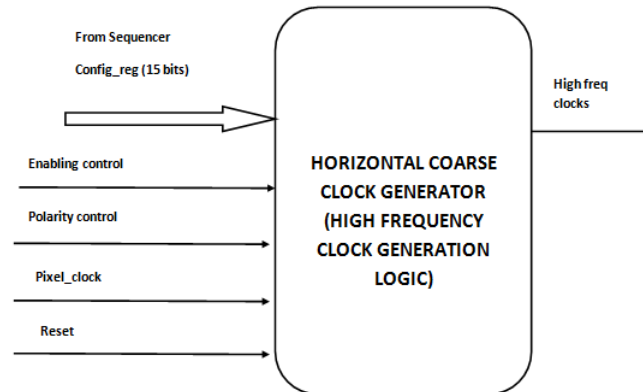 From Sequencer
Config_reg (15 bits)
High freq
clocks
Enabling control
Polarity control
Pixel_clock
Reset
HORIZONTAL COARSE
CLOCK GENERATOR
(HIGH FREQUENCY
CLOCK GENERATION
LOGIC)